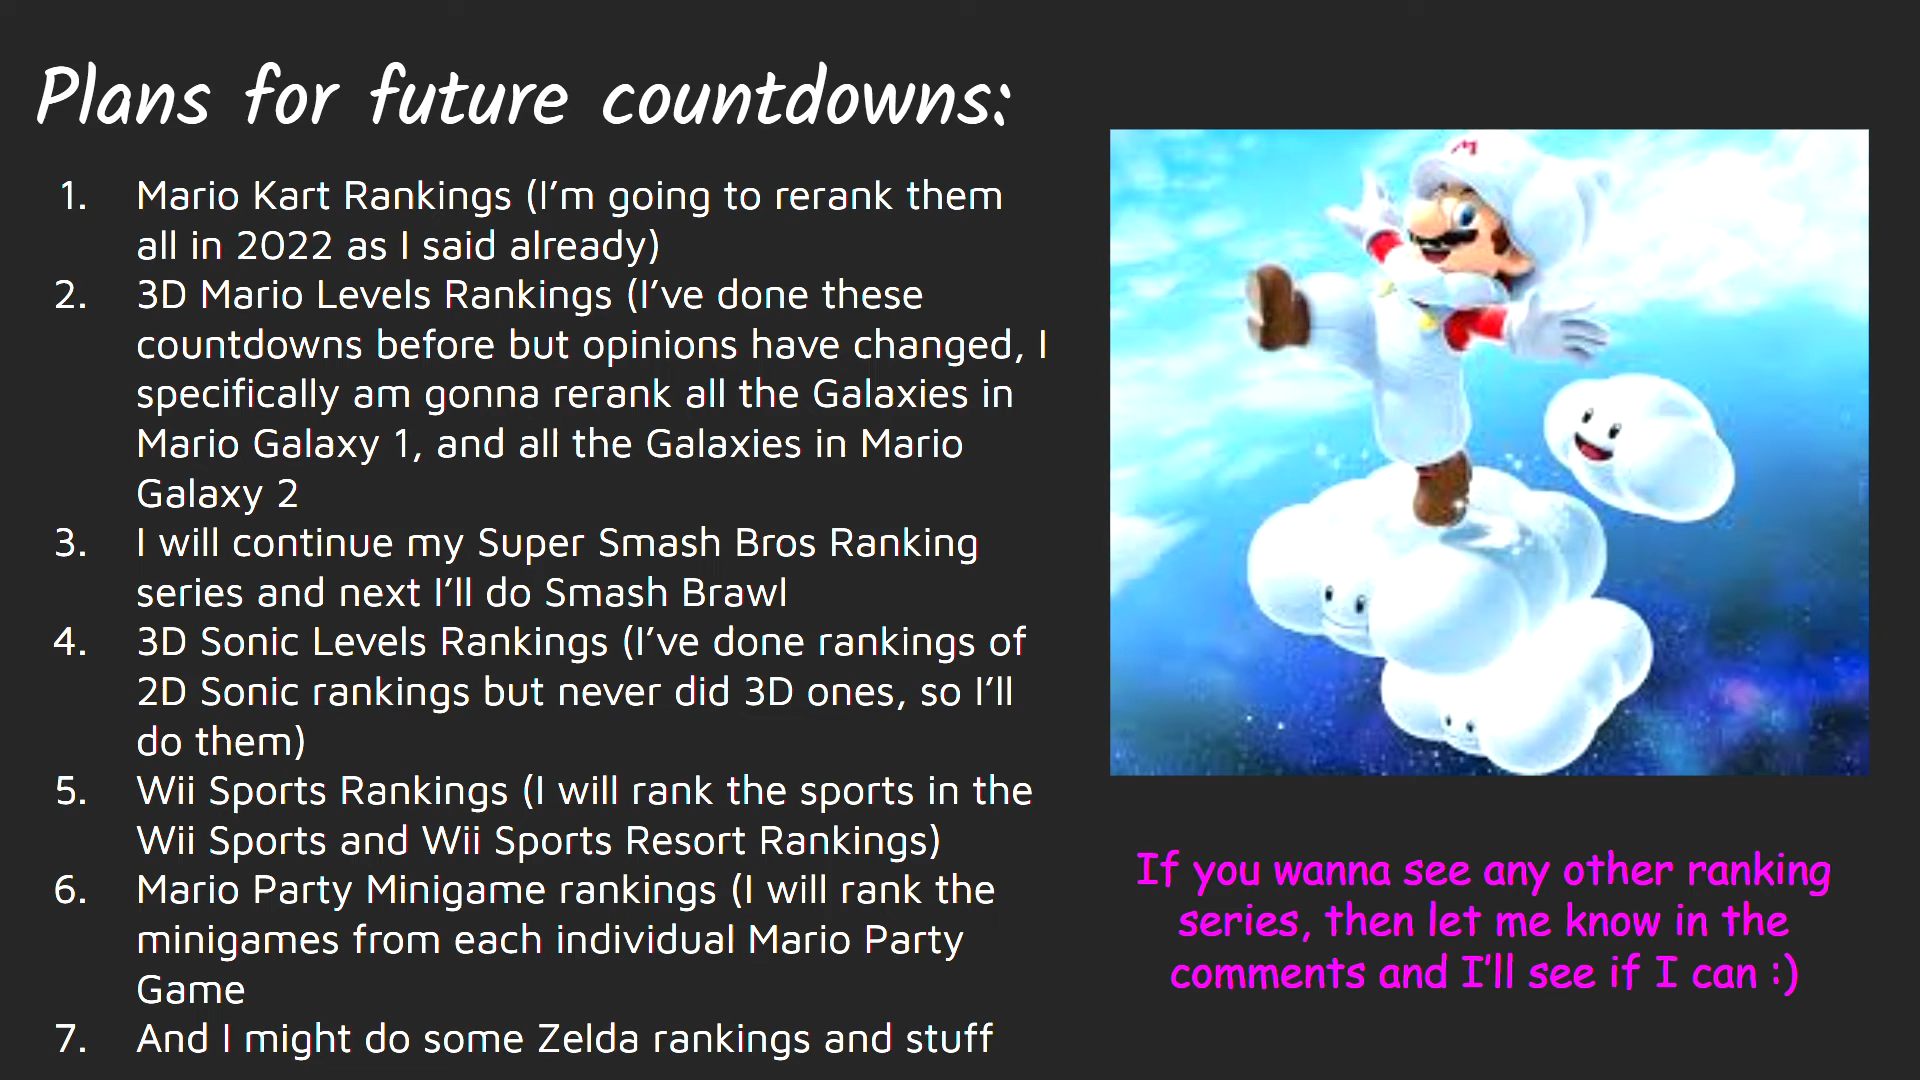 Plans for future countdowns:
1. Mario Kart Rankings (I'm going to rerank them
all in 2022 as I said already)
2. 3D Mario Levels Rankings (I've done these
countdowns before but opinions have changed, I
specifically am gonna rerank all the Galaxies in
Mario Galaxy 1, and all the Galaxies in Mario
Galaxy 2
3. I will continue my Super Smash Bros Ranking
series and next I'll do Smash Brawl
4. 3D Sonic Levels Rankings (I've done rankings of
2D Sonic rankings but never did 3D ones, so I'll
do them)
5. Wii Sports Rankings (I will rank the sports in the
Wii Sports and Wii Sports Resort Rankings)
6. Mario Party Minigame rankings (I will rank the
minigames from each individual Mario Party
Game
7. And I might do some Zelda rankings and stuff
M
If you wanna see any other ranking
series, then let me know in the
comments and I'll see if I can :)